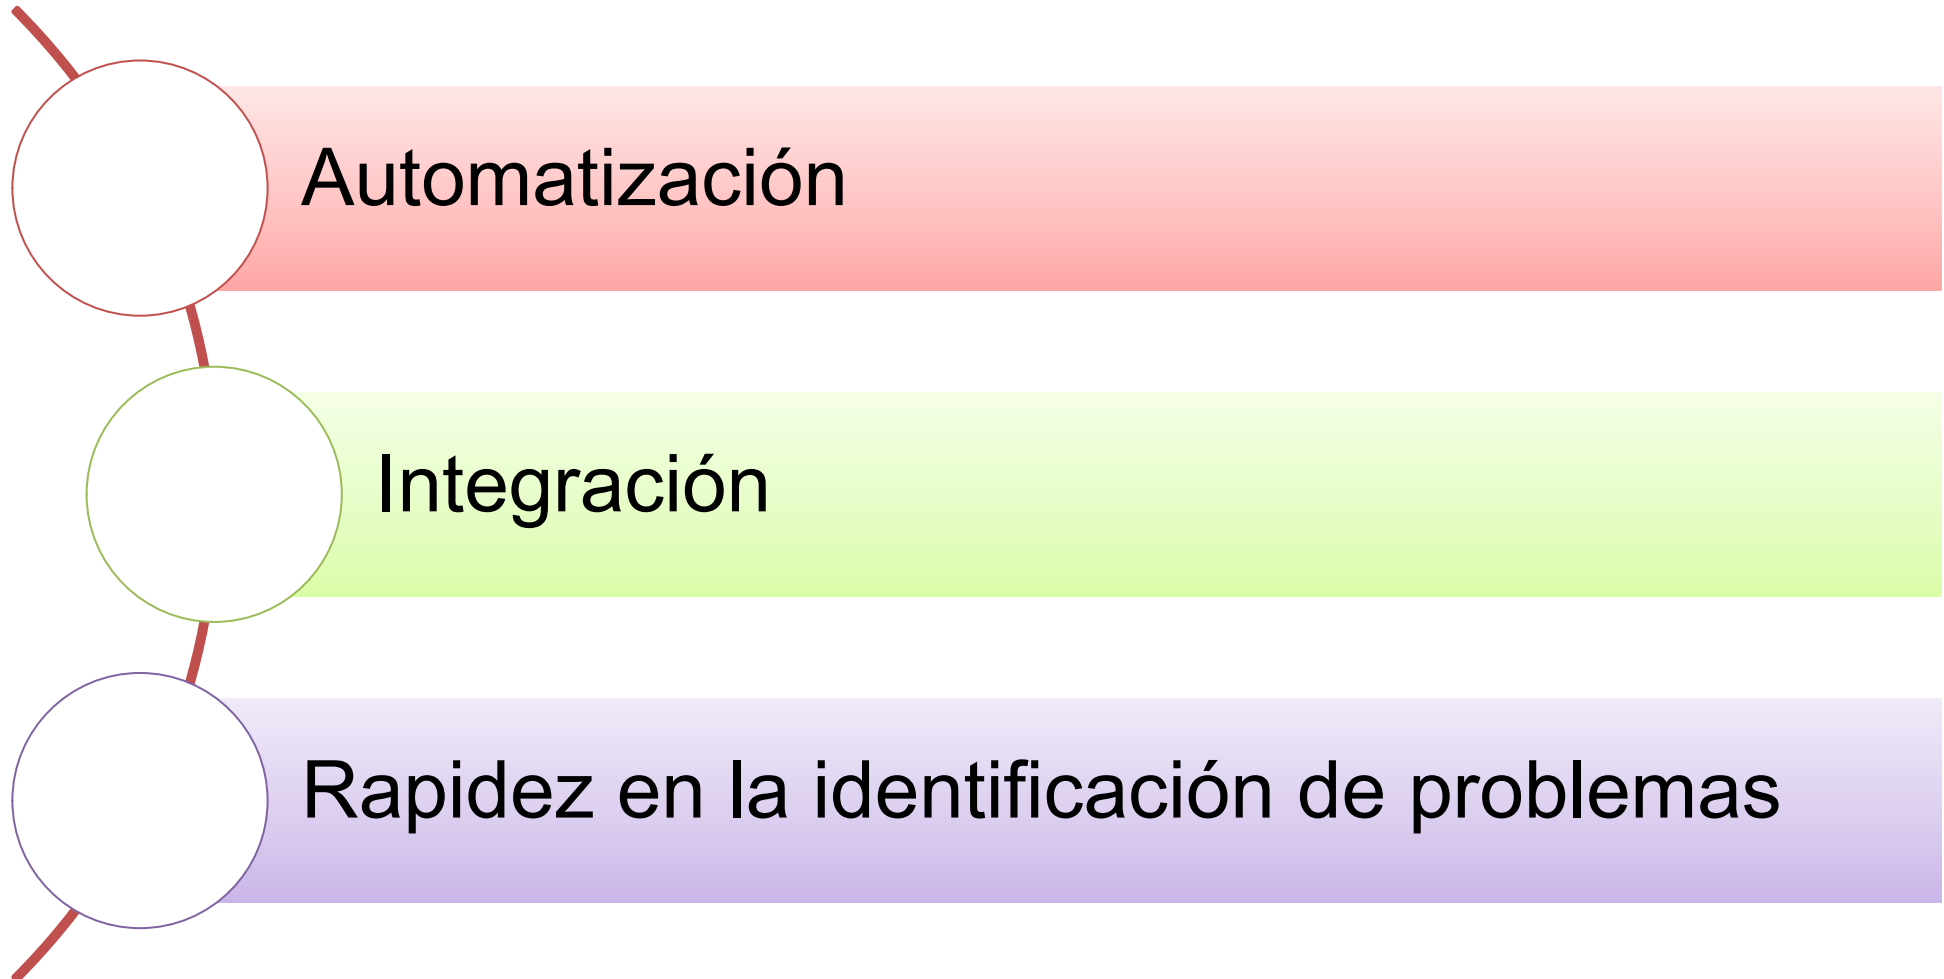 Automatización
Integración
Rapidez en la identificación de problemas